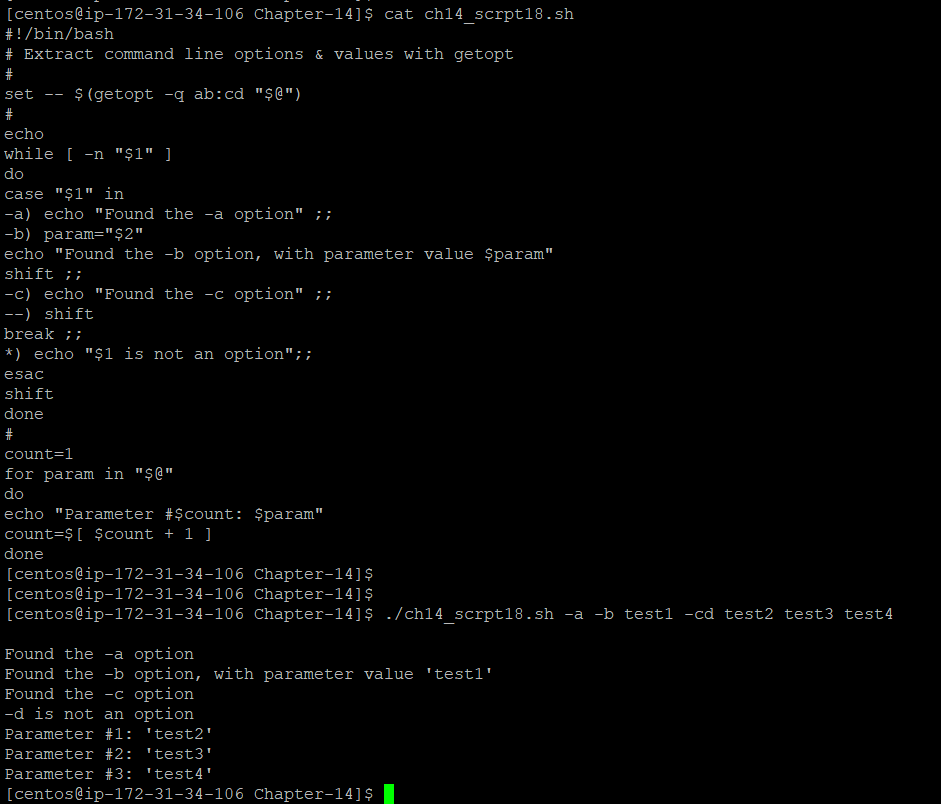 [centos@ip-172-31-34-106 Chapter-14]$ cat ch14_scrpt18.sh
#!/bin/bash
# Extract command line options & values with getopt
#
set -- $(getopt -q ab:cd "$@")
#
echo
while [ -n "$1" ]
do
case "$1" in
-a) echo "Found the -a option" ;;
-b) param="$2"
echo "Found the -b option, with parameter value $param"
shift ;;
-c) echo "Found the -c option" ;;
--) shift
break ;;
*) echo "$1 is not an option";;
esac
shift
done
#
count=1
for param in "$@"
do
echo "Parameter #$count: $param"
count=$[ $count + 1 ]
done
[centos@ip-172-31-34-106 Chapter-14]$
[centos@ip-172-31-34-106 Chapter-14]$
[centos@ip-172-31-34-106 Chapter-14]$ ./ch14_scrpt18.sh -a -b test1 -cd test2 test3 test4

Found the -a option
Found the -b option, with parameter value 'test1'
Found the -c option
-d is not an option
Parameter #1: 'test2'
Parameter #2: 'test3'
Parameter #3: 'test4'
[centos@ip-172-31-34-106 Chapter-14]$